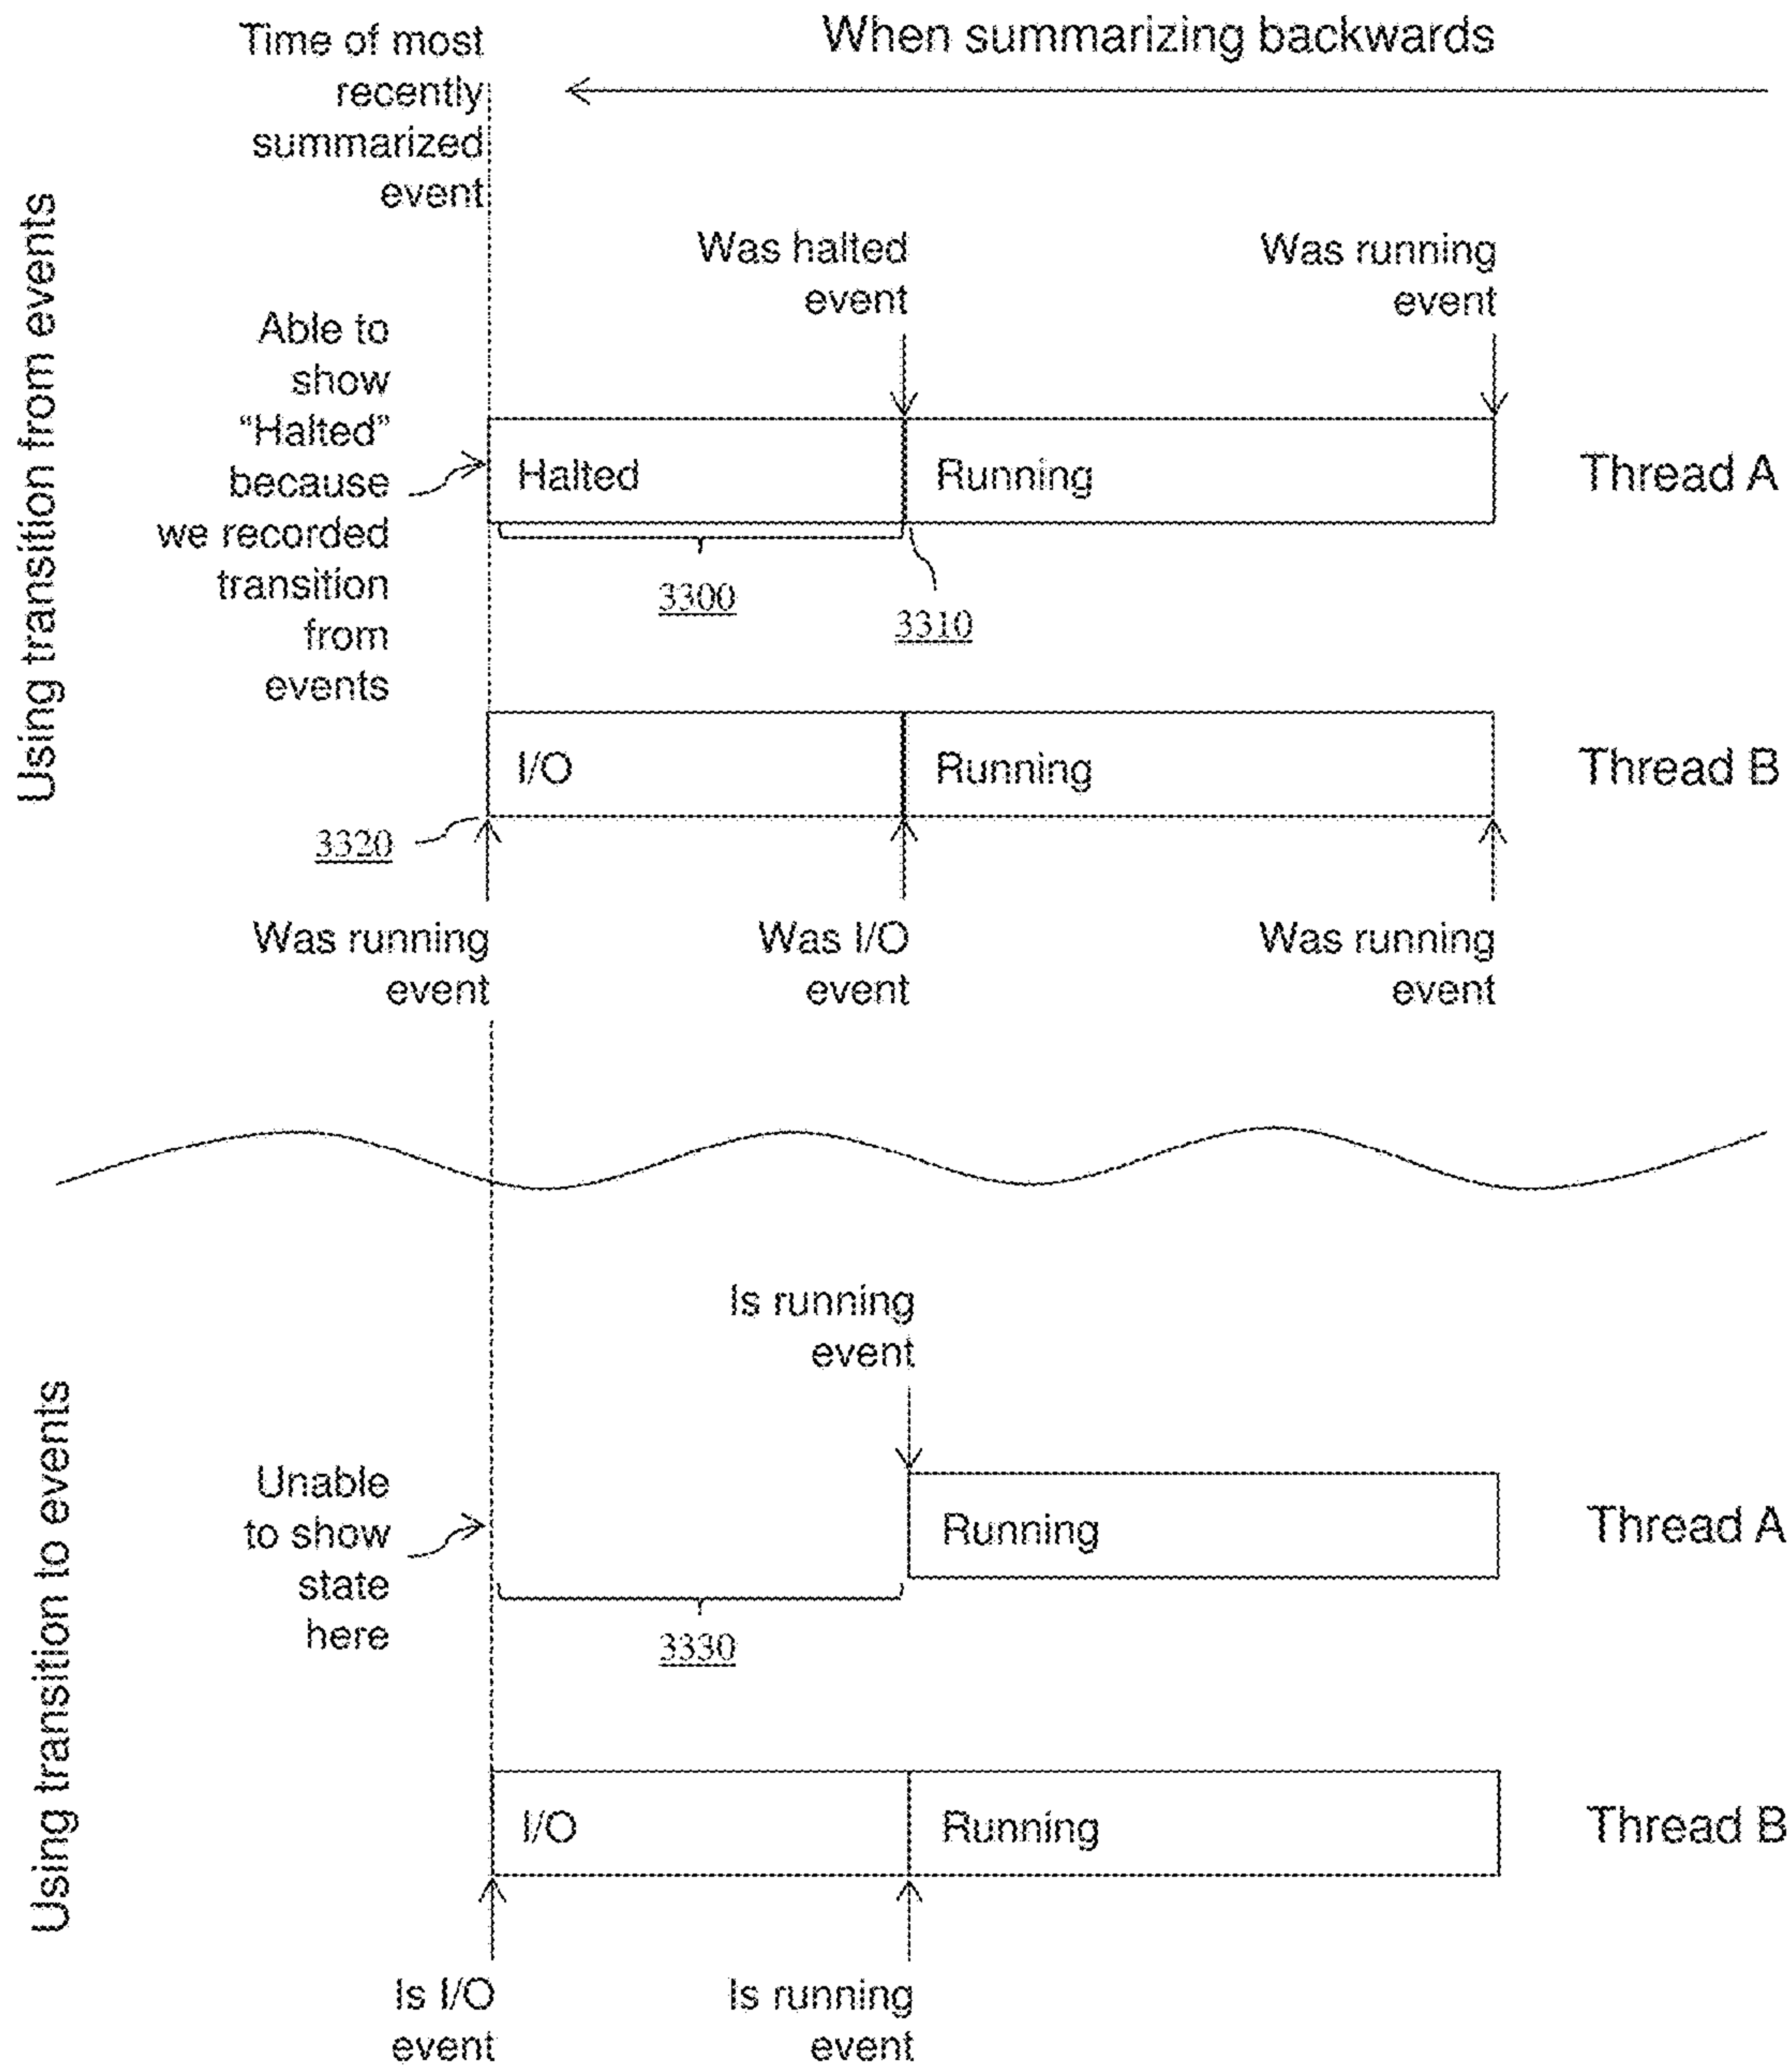 When summarizing backwards
Time of most
recently
summarized
event
Using transition from events
Was halted
event
Was running
event
Able to
show
“Halted”
because
we recorded
transition
from
events
Halted
Running
Thread A
3300
3310
I/O
Running
Thread B
3320
Was running
event
Was I/O
event
Was running
event
Using transition to events
Is running
event
Unable
to show
state
here
Running
Thread A
3330
I/O
Running
Thread B
Is I/O
event
Is running
event